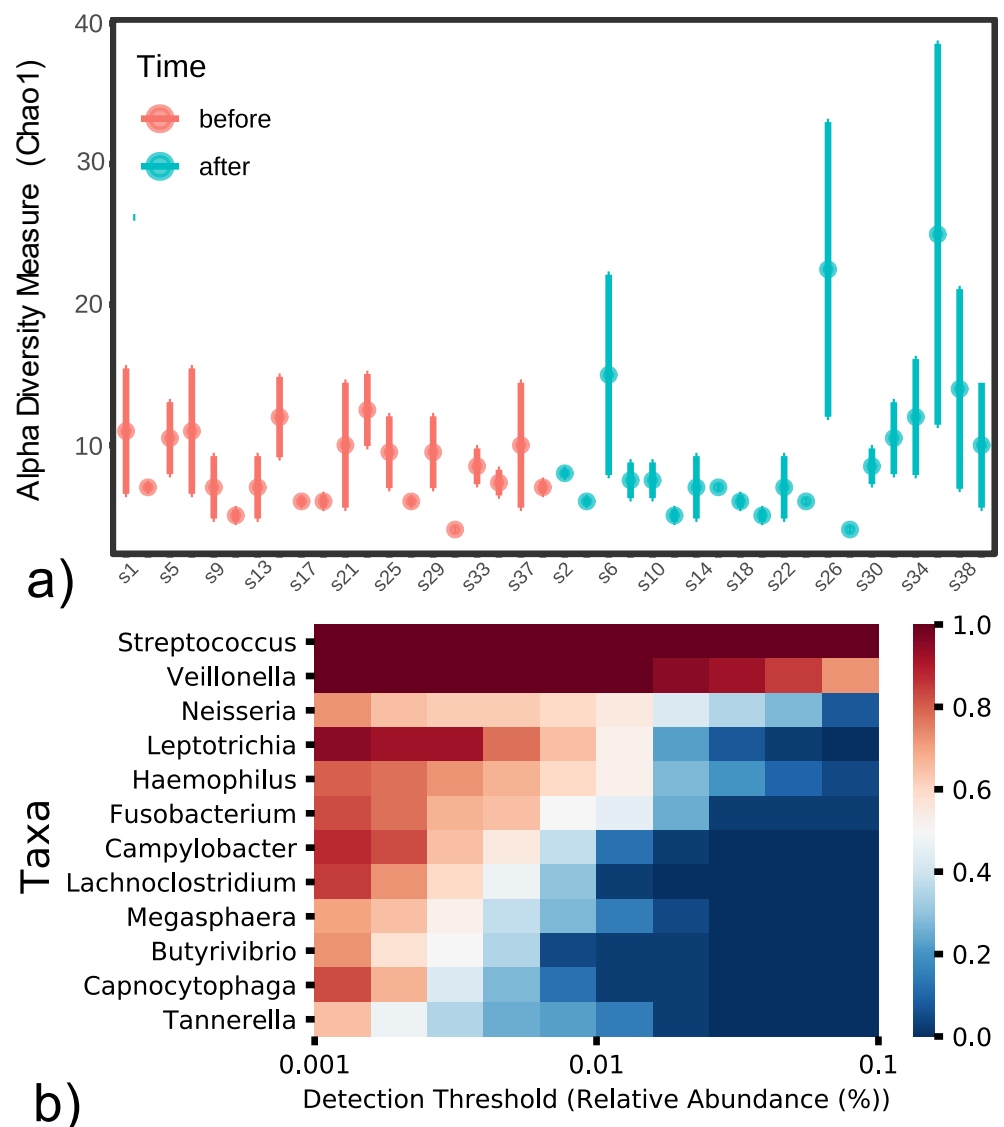 40
30
20
10
Alpha Diversity Measure (Chao1)
Time
before
after
s1 s5 s9 s13 s17 s21 s25 s29 s33 s37 s2 s6 s10 s14 s18 s22 s26 s30 s34 s38
a)
Taxa
Streptococcus
Veillonella
Neisseria
Leptotrichia
Haemophilus
Fusobacterium
Campylobacter
Lachnoclostridium
Megasphaera
Butyrivibrio
Capnocytophaga
Tannerella
1.0
0.8
0.6
0.4
0.2
0.0
0.001 0.01 0.1
Detection Threshold (Relative Abundance (%))
b)